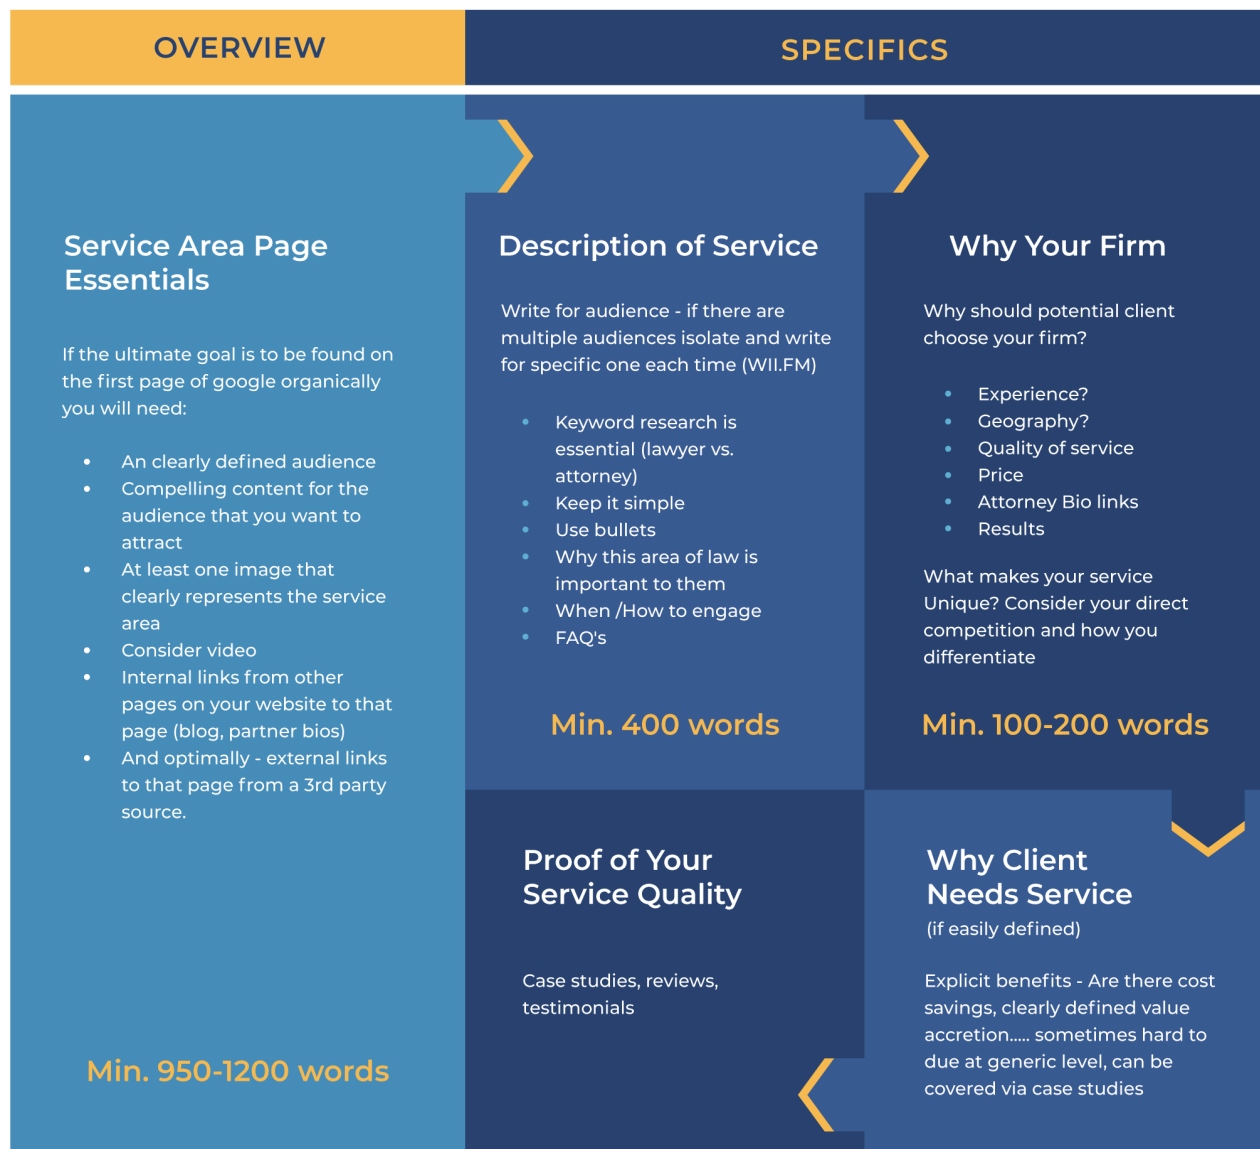 OVERVIEW
SPECIFICS
Service Area Page
Essentials
If the ultimate goal is to be found on
the first page of google organically
you will need:
• An clearly defined audience
• Compelling content for the
audience that you want to
attract
• At least one image that
clearly represents the service
area
• Consider video
• Internal links from other
pages on your website to that
page (blog, partner bios)
• And optimally - external links
to that page from a 3rd party
source.
Min. 950-1200 words
Description of Service
Write for audience - if there are
multiple audiences isolate and write
for specific one each time (WII.FM)
• Keyword research is
essential (lawyer vs.
attorney)
• Keep it simple
• Use bullets
• Why this area of law is
important to them
• When /How to engage
• FAQ's
Min. 400 words
Why Your Firm
Why should potential client
choose your firm?
• Experience?
• Geography?
• Quality of service
• Price
• Attorney Bio links
• Results
What makes your service
Unique? Consider your direct
competition and how you
differentiate
Min. 100-200 words
Why Client
Needs Service
(if easily defined)
Explicit benefits - Are there cost
savings, clearly defined value
accretion..... sometimes hard to
due at generic level, can be
covered via case studies
Proof of Your
Service Quality
Case studies, reviews,
testimonials